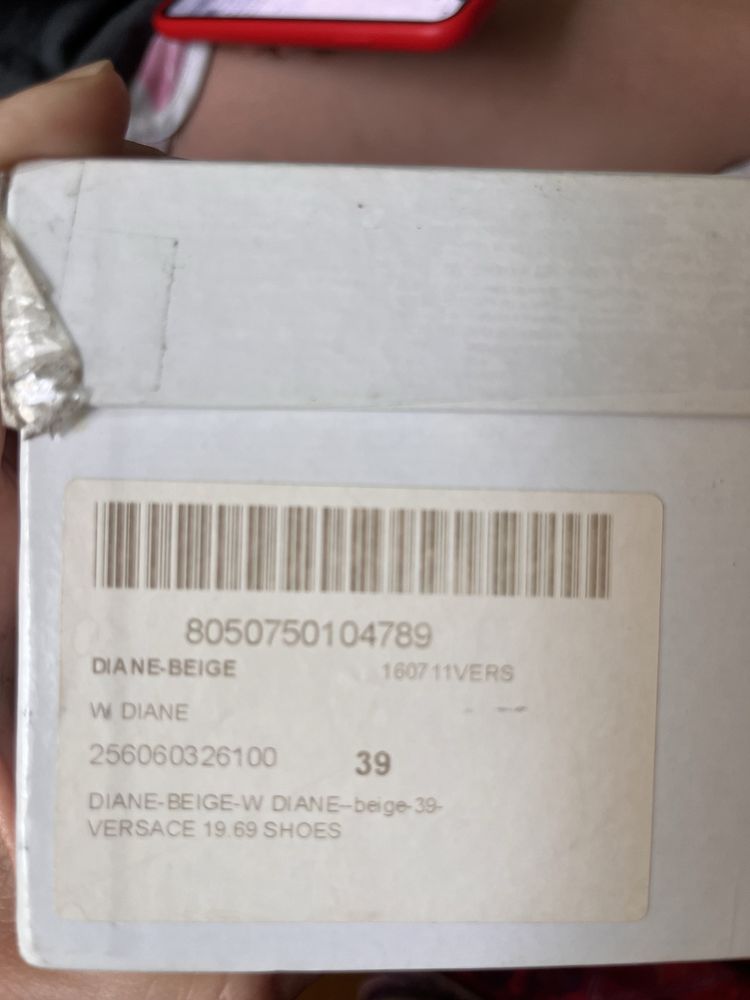 8050750104789
DIANE-BEIGE 160711VERS
W DIANE
256060326100 39
DIANE-BEIGE-W DIANE--beige-39-
VERSACE 19.69 SHOES